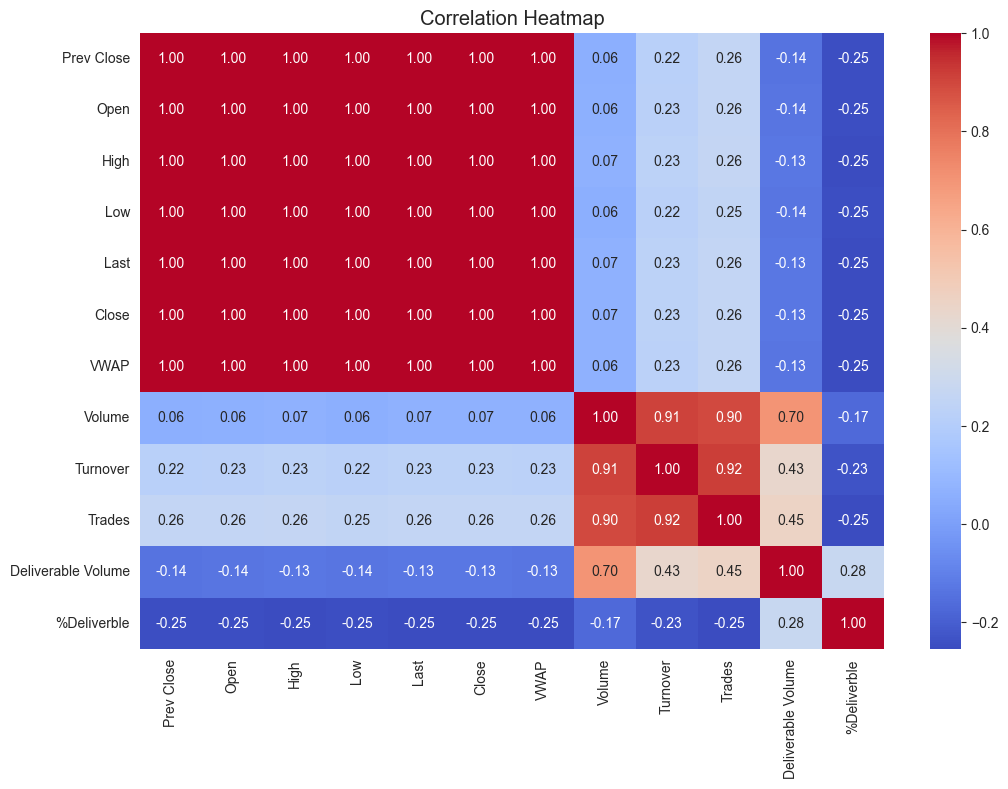 Correlation Heatmap
Prev Close 1.00 1.00 1.00 1.00 1.00 1.00 1.00 0.06 0.22 0.26 -0.14 -0.25
Open 1.00 1.00 1.00 1.00 1.00 1.00 1.00 0.06 0.23 0.26 -0.14 -0.25
High 1.00 1.00 1.00 1.00 1.00 1.00 1.00 0.07 0.23 0.26 -0.13 -0.25
Low 1.00 1.00 1.00 1.00 1.00 1.00 1.00 0.06 0.22 0.25 -0.14 -0.25
Last 1.00 1.00 1.00 1.00 1.00 1.00 1.00 0.07 0.23 0.26 -0.13 -0.25
Close 1.00 1.00 1.00 1.00 1.00 1.00 1.00 0.07 0.23 0.26 -0.13 -0.25
VWAP 1.00 1.00 1.00 1.00 1.00 1.00 1.00 0.06 0.23 0.26 -0.13 -0.25
Volume 0.06 0.06 0.07 0.06 0.07 0.07 0.06 1.00 0.91 0.90 0.70 -0.17
Turnover 0.22 0.23 0.23 0.22 0.23 0.23 0.23 0.91 1.00 0.92 0.43 -0.23
Trades 0.26 0.26 0.26 0.25 0.26 0.26 0.26 0.90 0.92 1.00 0.45 -0.25
Deliverable Volume -0.14 -0.14 -0.13 -0.14 -0.13 -0.13 -0.13 0.70 0.43 0.45 1.00 0.28
%Deliverble -0.25 -0.25 -0.25 -0.25 -0.25 -0.25 -0.25 -0.17 -0.23 -0.25 0.28 1.00
Prev Close
Open
High
Low
Last
Close
VWAP
Volume
Turnover
Trades
Deliverable Volume
%Deliverble
1.0
0.8
0.6
0.4
0.2
0.0
−0.2